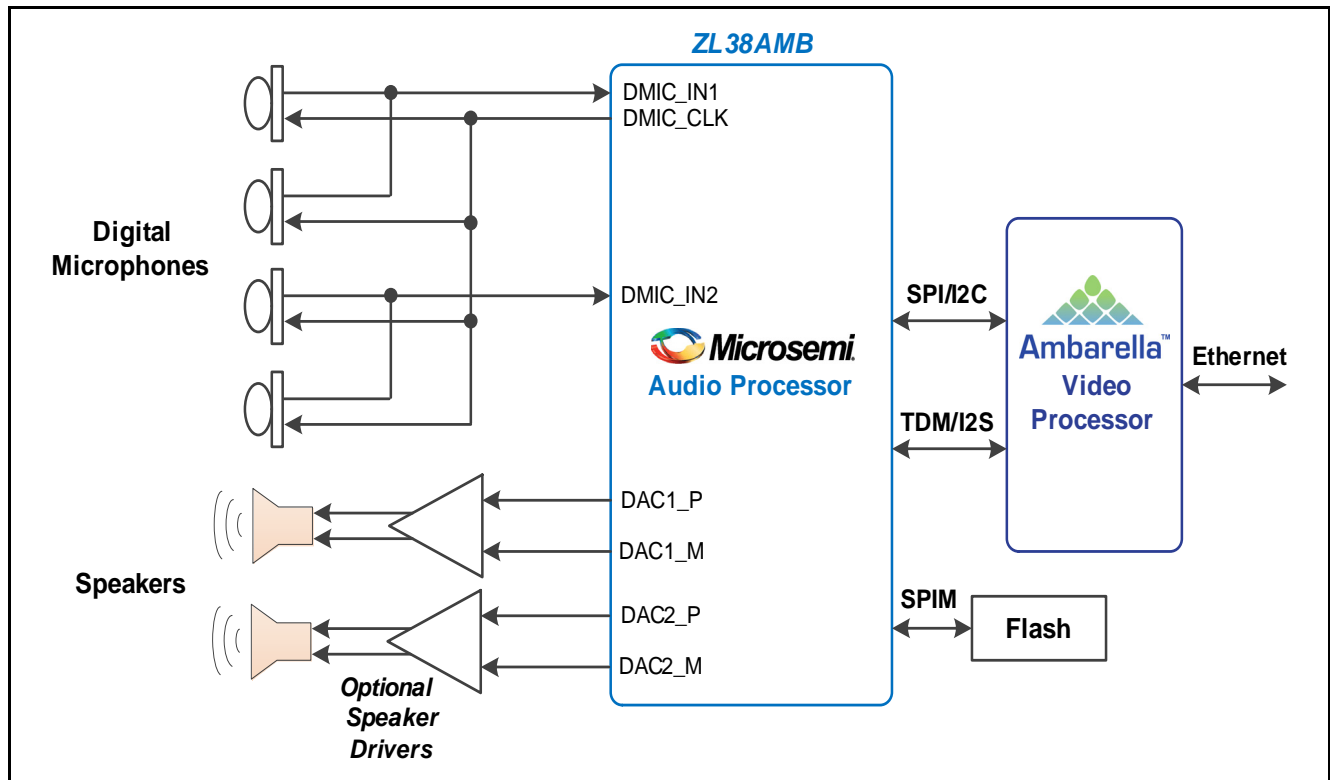 ZL38AMB
DMIC_IN1
DMIC_CLK
Digital
Microphones
DMIC_IN2
Microsemi.
Audio Processor
SPI/I2C
TDM/I2S
Ambarella™
Video
Processor
Ethernet
DAC1_P
DAC1_M
Speakers
DAC2_P
DAC2_M
Optional
Speaker
Drivers
SPIM
Flash